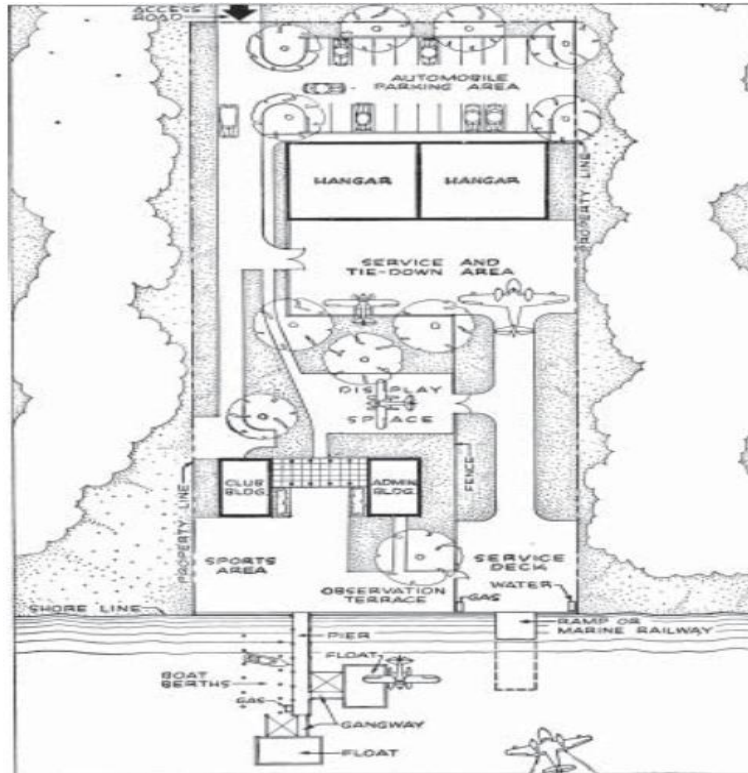 ACCESS
ROAD
AUTOMOBILE
PARKING AREA
HANGAR
HANGAR
PROPERTY LINE
SERVICE AND
TIE-DOWN AREA
DISPLAY
SPACE
FENCE
CLUB
BLDG.
ADMIN
BLDG.
PROPERTY LINE
SPORTS
AREA
SERVICE
DECK
OBSERVATION
TERRACE
WATER
GAS
SHORE LINE
PIER
RAMP OR
MARINE RAILWAY
FLOAT
BOAT
BERTHS
GAS
GANGWAY
FLOAT